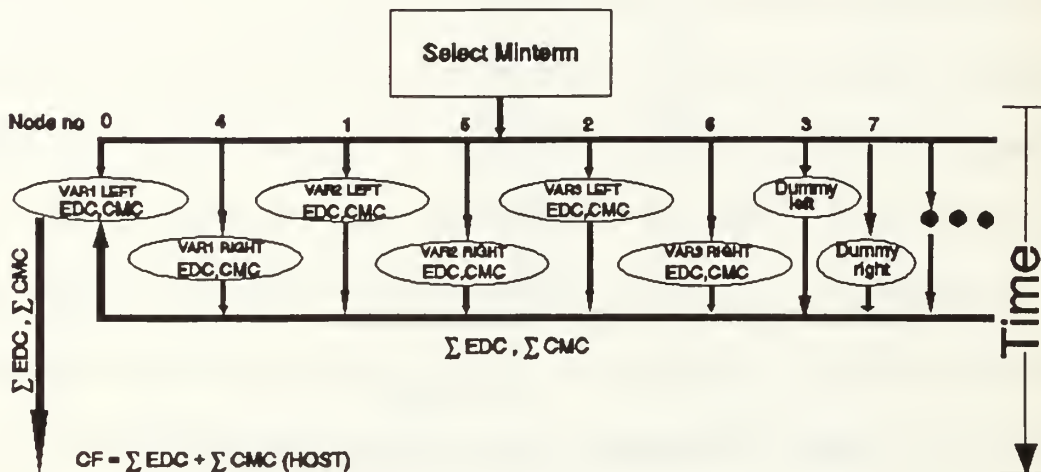 Select Minterm
Node no 0 4 1 5 2 6 3 7
VAR1 LEFT
EDC,CMC
VAR2 LEFT
EDC,CMC
VAR3 LEFT
EDC,CMC
Dummy
left
VAR1 RIGHT
EDC,CMC
VAR2 RIGHT
EDC,CMC
VAR3 RIGHT
EDC,CMC
Dummy
right
Σ EDC , Σ CMC
Σ EDC , Σ CMC
Time
CF = Σ EDC + Σ CMC (HOST)